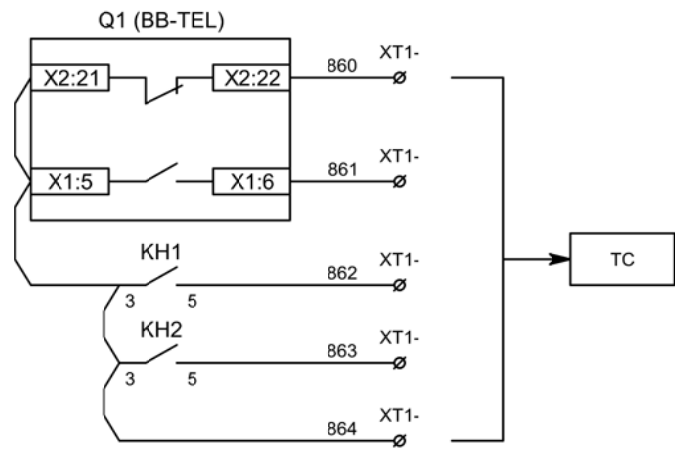 Q1 (BB-TEL)
XT1-
X2:21 X2:22 860
XT1-
861
X1:5 X1:6
KH1 XT1-
862
3 5
KH2 XT1-
863
3 5
XT1-
864
TC